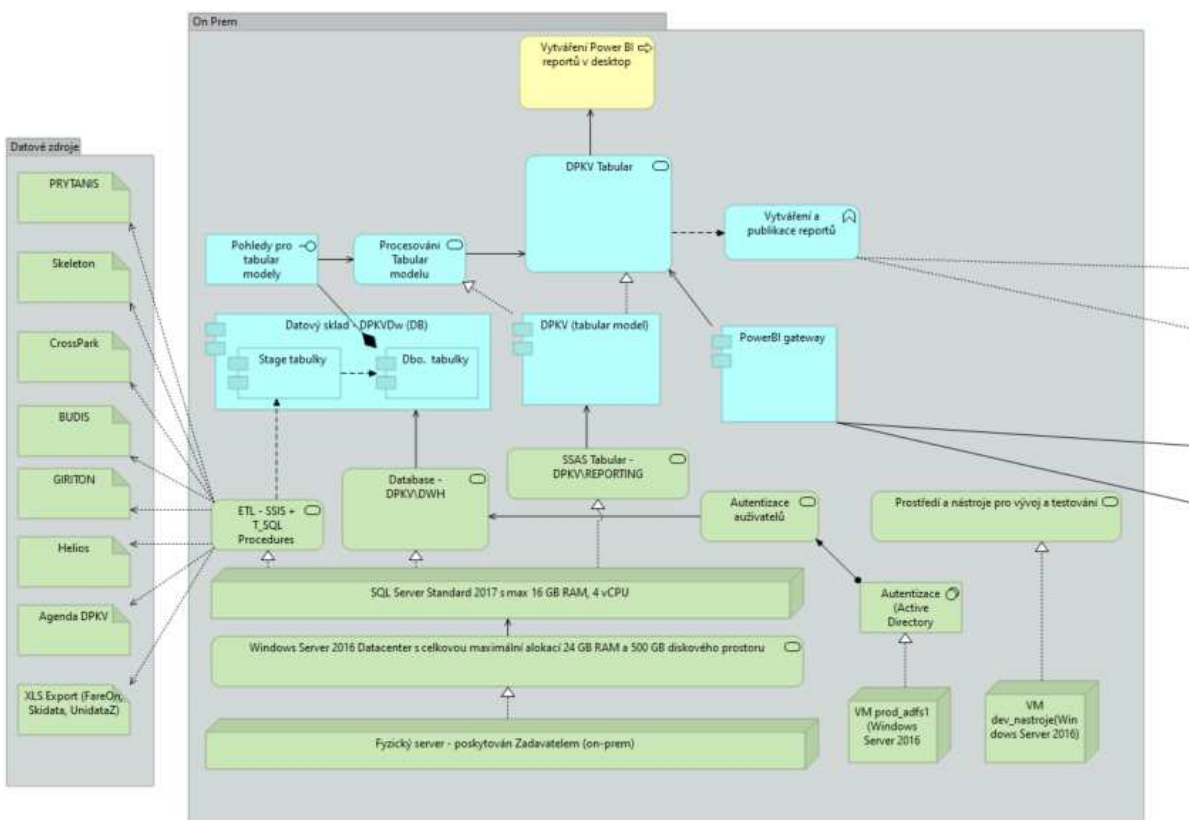 On Prem
Vytváření Power BI
reportů v desktop
Datové zdroje
PRYTANIS
Skeleton
CrossPark
BUDIS
GIRITON
Helios
Agenda DPKV
XLS Export (FareOn,
Skidata, UnidataZ)
DPKV Tabular
Vytváření a
publikace reportů
Pohledy pro
tabular
modely
Procesování
Tabular
modelu
Datový sklad - DPKVDw (DB)
Stage tabulky
Dbo. tabulky
DPKV (tabular model)
PowerBI gateway
SSAS Tabular -
DPKV\REPORTING
Database -
DPKV\DWH
ETL - SSIS +
T_SQL
Procedures
Autentizace
auživatelů
Prostředí a nástroje pro vývoj a testování
SQL Server Standard 2017 s max 16 GB RAM, 4 vCPU
Autentizace
(Active
Directory
Windows Server 2016 Datacenter s celkovou maximální alokací 24 GB RAM a 500 GB diskového prostoru
VM prod_adfs1
(Windows
Server 2016
VM
dev_nastroje(Win
dows Server 2016)
Fyzický server - poskytován Zadavatelem (on-prem)